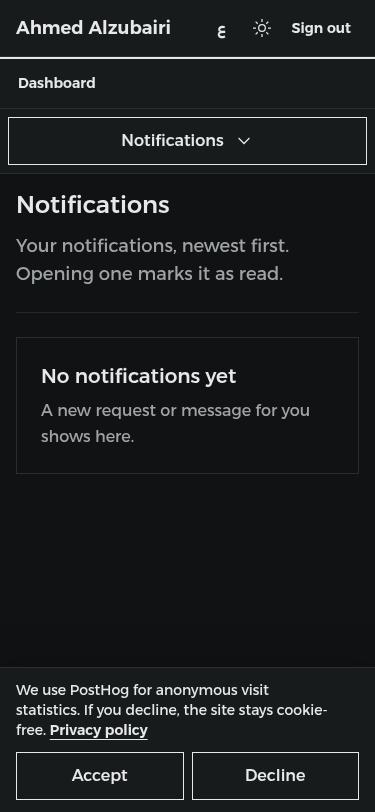 Ahmed Alzubairi
ع
Sign out
Dashboard
Notifications
Notifications
Your notifications, newest first.
Opening one marks it as read.
No notifications yet
A new request or message for you
shows here.
We use PostHog for anonymous visit
statistics. If you decline, the site stays cookie-
free. Privacy policy
Accept
Decline